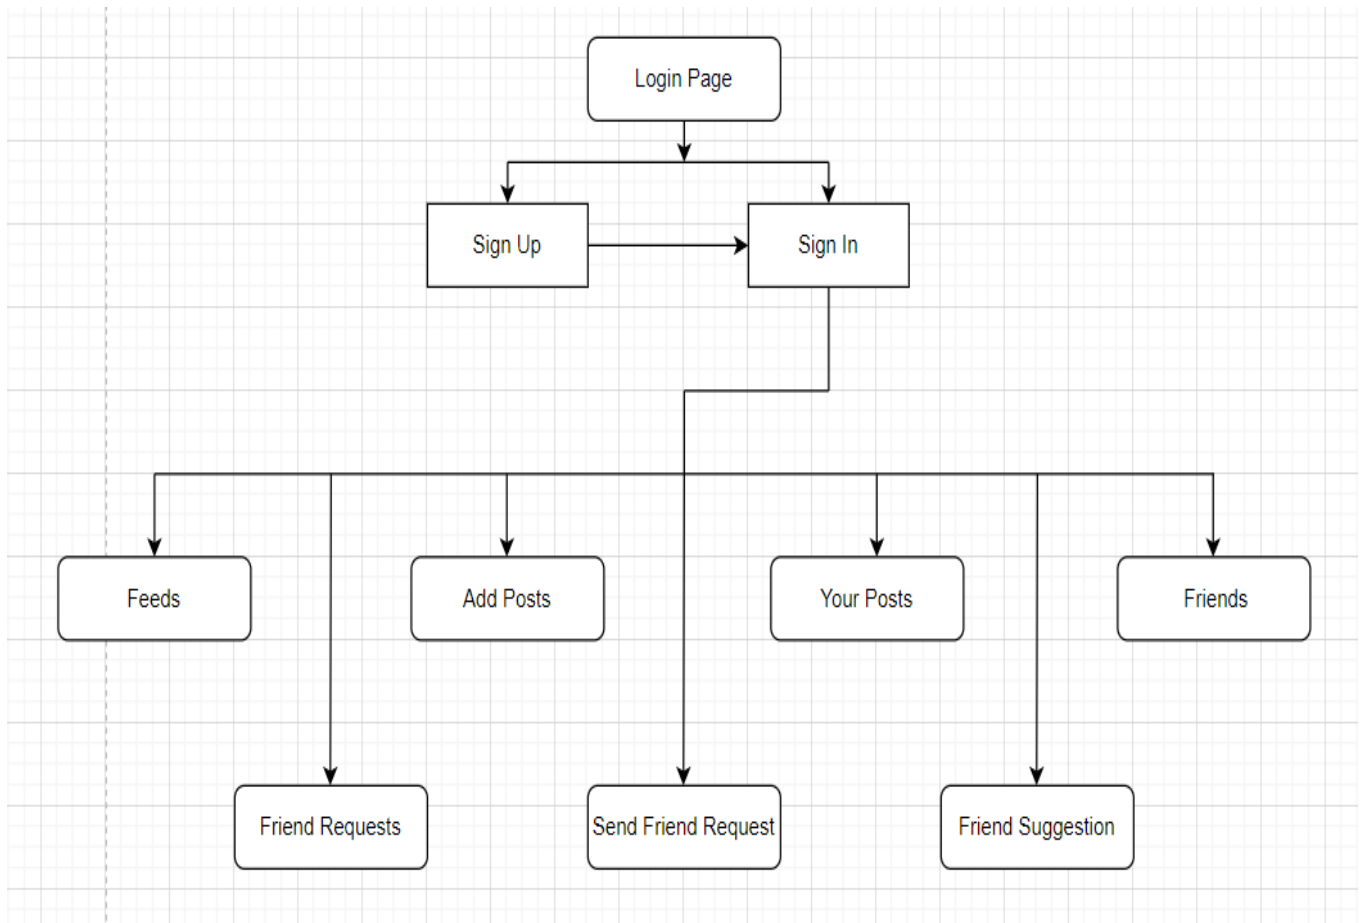 Login Page
Sign Up
Sign In
Feeds
Add Posts
Your Posts
Friends
Friend Requests
Send Friend Request
Friend Suggestion